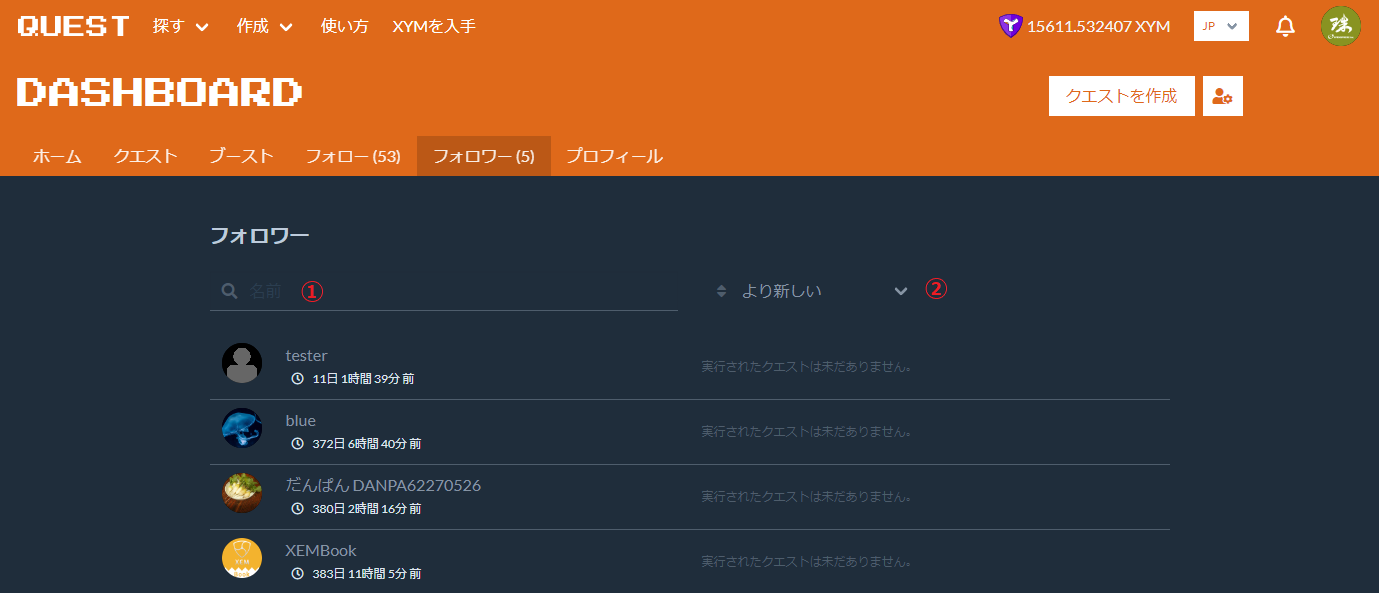 QUEST 探す 作成 使い方 XYMを入手 15611.532407 XYM JP
DASHBOARD クエストを作成
ホーム クエスト ブースト フォロー (53) フォロワー (5) プロフィール
フォロワー
名前 ① より新しい ②
tester
11日 1時間 39分 前
実行されたクエストは未だありません。
blue
372日 6時間 40分 前
実行されたクエストは未だありません。
だんぱん DANPA62270526
380日 2時間 16分 前
実行されたクエストは未だありません。
XEMBook
383日 11時間 5分 前
実行されたクエストは未だありません。